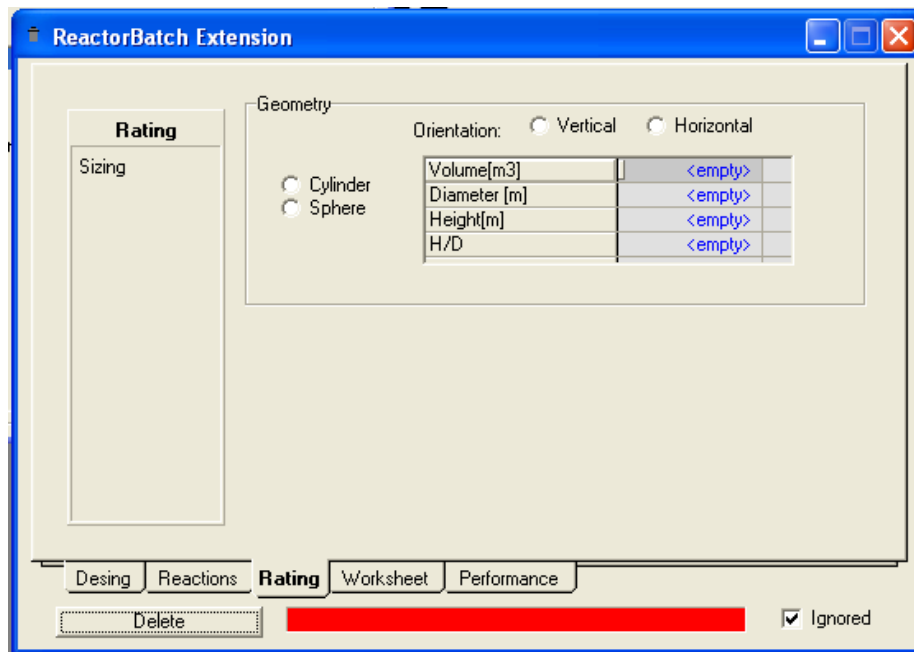 ReactorBatch Extension
Rating
Sizing
Geometry
Orientation: Vertical Horizontal
Cylinder
Sphere
Volume[m3] <empty>
Diameter [m] <empty>
Height[m] <empty>
H/D <empty>
Desing Reactions Rating Worksheet Performance
Delete Ignored